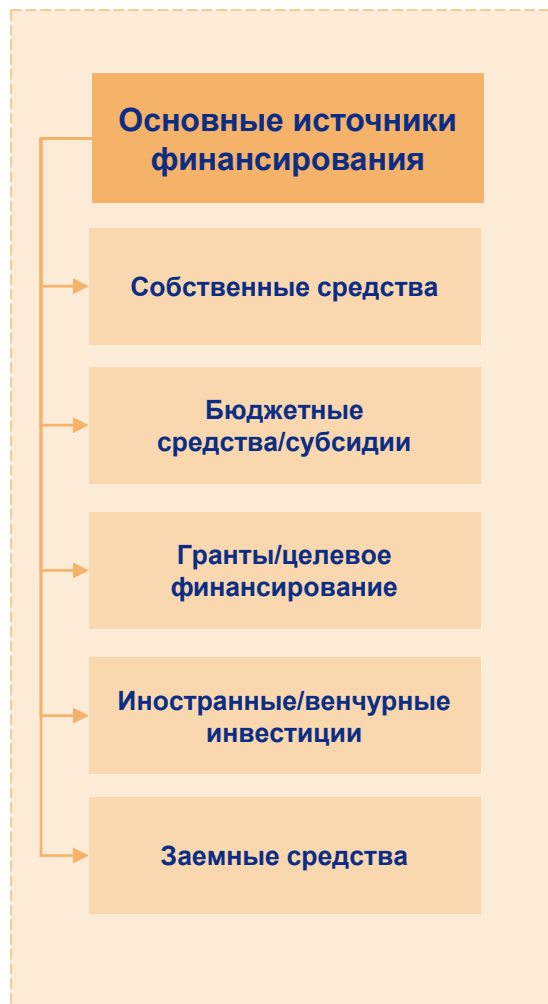 Основные источники
финансирования
Собственные средства
Бюджетные
средства/субсидии
Гранты/целевое
финансирование
Иностранные/венчурные
инвестиции
Заемные средства